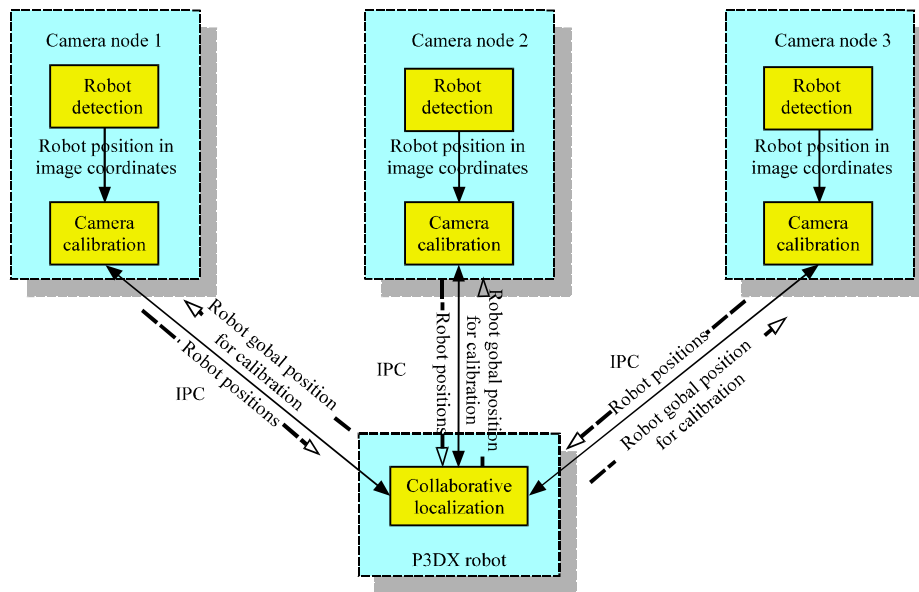 Camera node 1
Robot
detection
Robot position in
image coordinates
Camera
calibration
Camera node 2
Robot
detection
Robot position in
image coordinates
Camera
calibration
Camera node 3
Robot
detection
Robot position in
image coordinates
Camera
calibration
Robot gobal position
for calibration
Robot positions
IPC
Robot positions
Robot gobal position
for calibration
IPC
Robot positions
Robot gobal position
for calibration
IPC
Collaborative
localization
P3DX robot